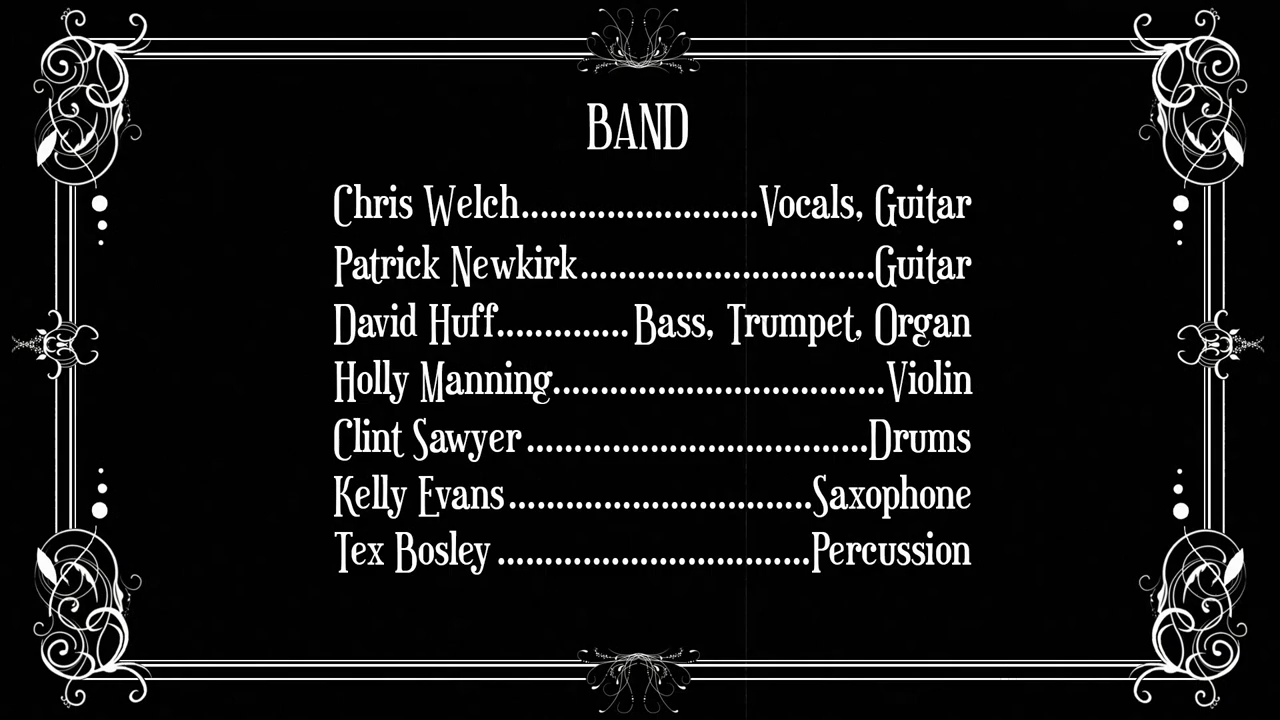 BAND
Chris Welch.........................Vocals, Guitar
Patrick Newkirk...............................Guitar
David Huff..............Bass, Trumpet, Organ
Holly Manning...................................Violin
Clint Sawyer....................................Drums
Kelly Evans................................Saxophone
Tex Bosley.................................Percussion